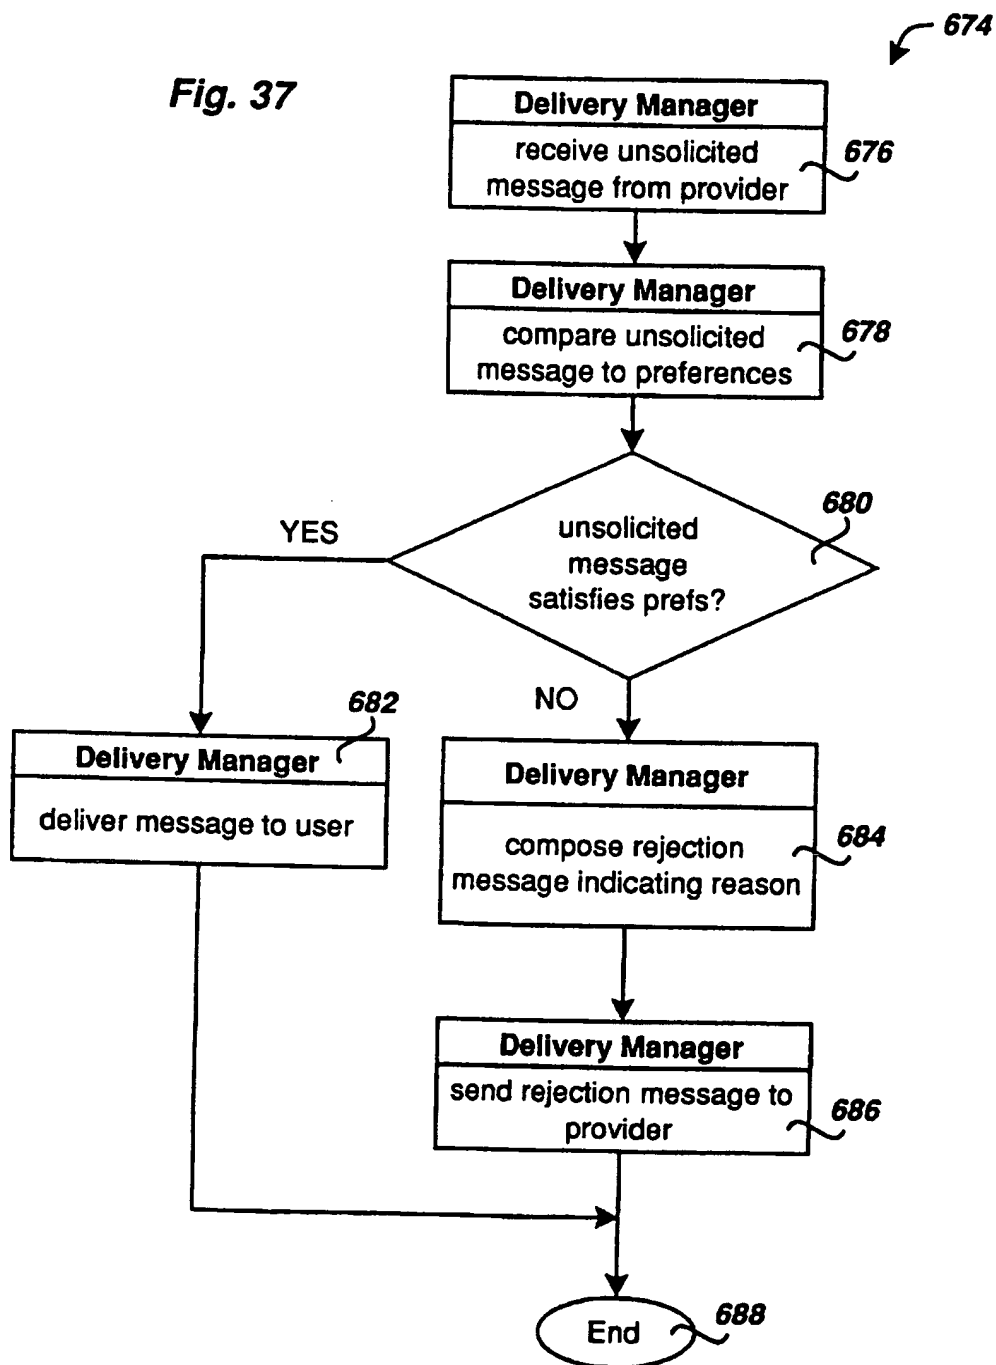 674
Fig. 37
Delivery Manager
receive unsolicited
message from provider
676
Delivery Manager
compare unsolicited
message to preferences
678
unsolicited
message
satisfies prefs?
680
YES
NO
682
Delivery Manager
deliver message to user
Delivery Manager
compose rejection
message indicating reason
684
Delivery Manager
send rejection message to
provider
686
End
688